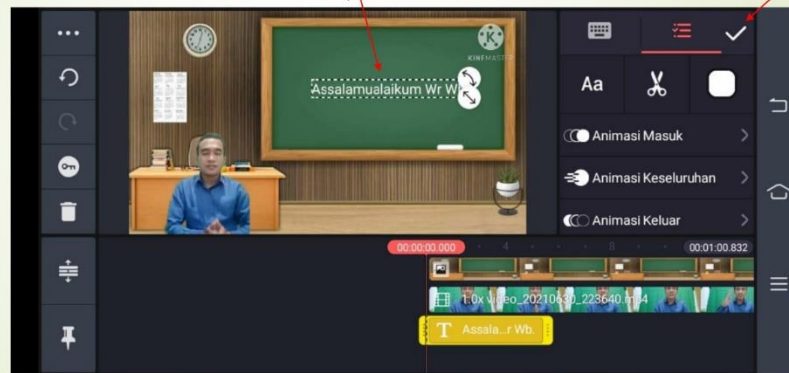 KINEMASTER
Assalamualaikum Wr Wb.
Aa
Animasi Masuk
Animasi Keseluruhan
Animasi Keluar
00:00:00.000
4
8
00:01:00.832
1.0x video_20210630_223640.mp4
T Assala...r Wb.